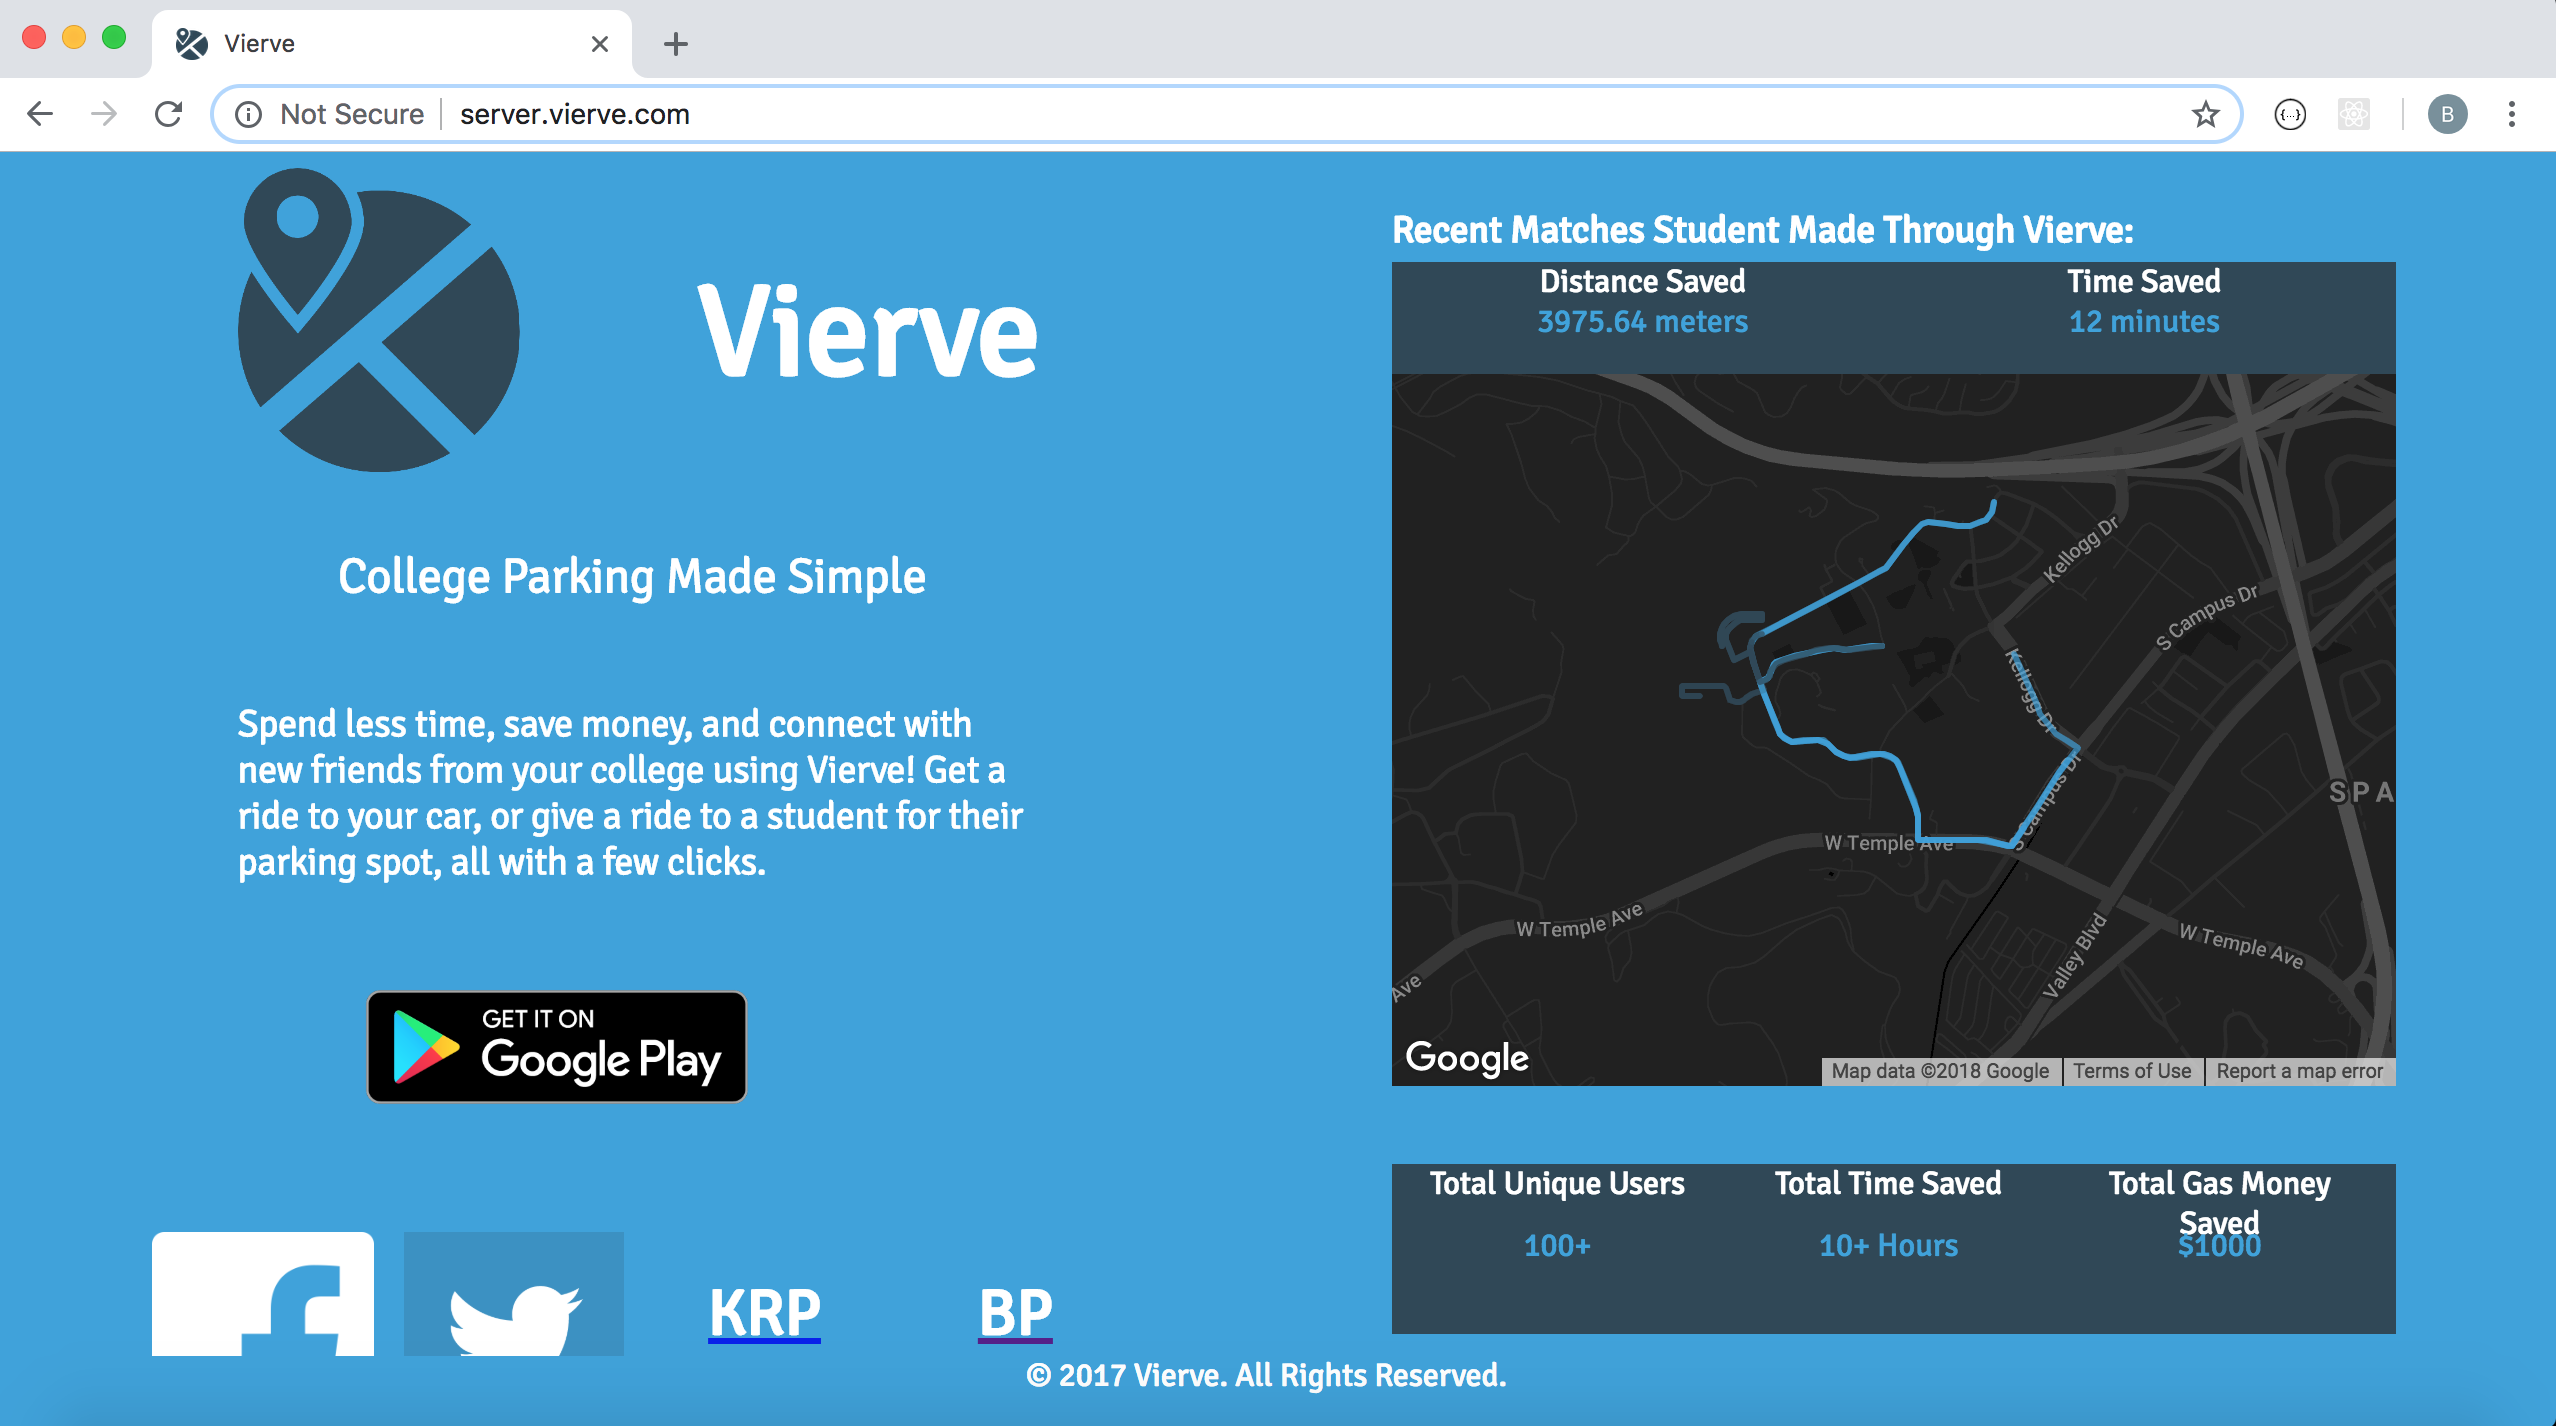 Vierve
Not Secure
server.vierve.com
B
Vierve
College Parking Made Simple
Spend less time, save money, and connect with
new friends from your college using Vierve! Get a
ride to your car, or give a ride to a student for their
parking spot, all with a few clicks.
GET IT ON
Google Play
KRP
BP
Recent Matches Student Made Through Vierve:
Distance Saved
Time Saved
3975.64 meters
12 minutes
Kellogg Dr
S Campus Dr
Kellogg Dr
S Campus Dr
SPA
W Temple Ave
W Temple Ave
Valley Blvd
W Temple Ave
Ave
Google
Map data ©2018 Google
Terms of Use
Report a map error
Total Unique Users
Total Time Saved
Total Gas Money
Saved
100+
10+ Hours
$1000
© 2017 Vierve. All Rights Reserved.